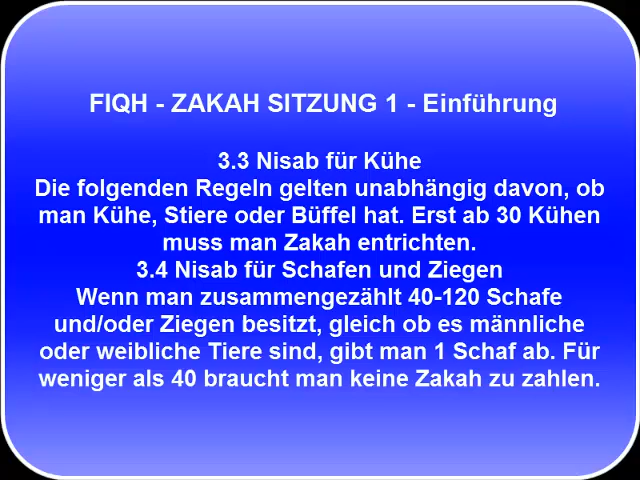 FIQH - ZAKAH SITZUNG 1 - Einführung
3.3 Nisab für Kühe
Die folgenden Regeln gelten unabhängig davon, ob
man Kühe, Stiere oder Büffel hat. Erst ab 30 Kühen
muss man Zakah entrichten.
3.4 Nisab für Schafen und Ziegen
Wenn man zusammengezählt 40-120 Schafe
und/oder Ziegen besitzt, gleich ob es männliche
oder weibliche Tiere sind, gibt man 1 Schaf ab. Für
weniger als 40 braucht man keine Zakah zu zahlen.